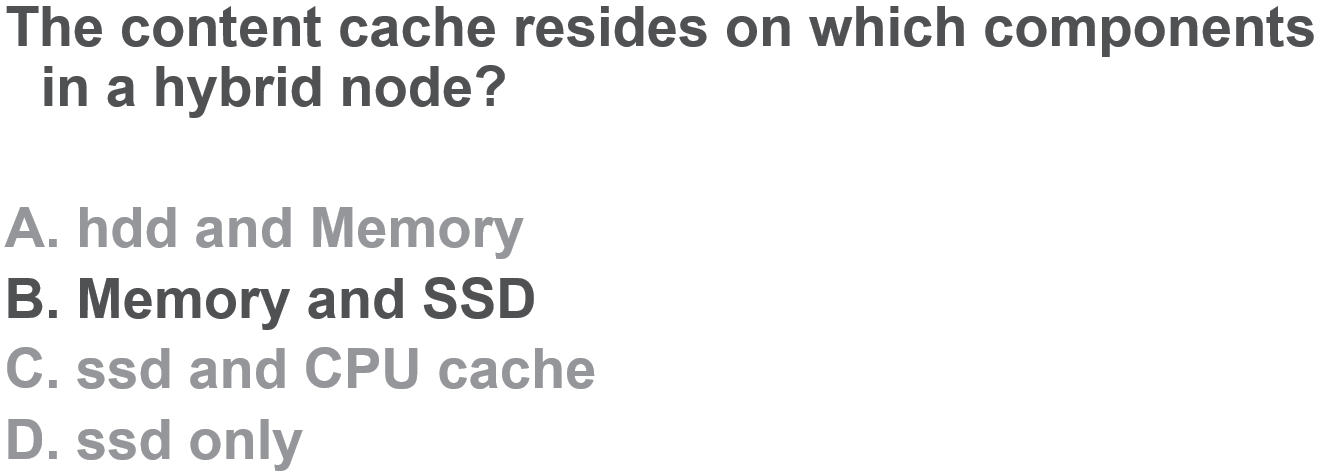 The content cache resides on which components
in a hybrid node?
A. hdd and Memory
B. Memory and SSD
C. ssd and CPU cache
D. ssd only